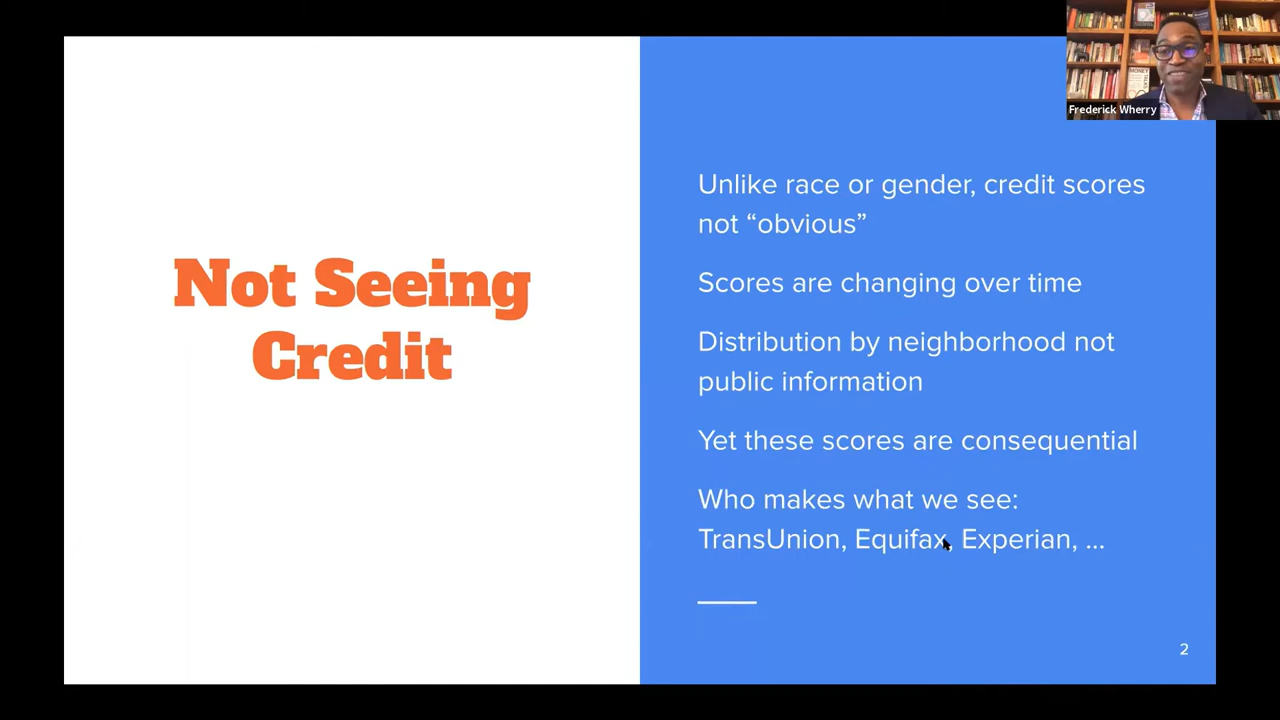 Frederick Wherry
Not Seeing
Credit
Unlike race or gender, credit scores
not “obvious”
Scores are changing over time
Distribution by neighborhood not
public information
Yet these scores are consequential
Who makes what we see:
TransUnion, Equifax, Experian, ...
2